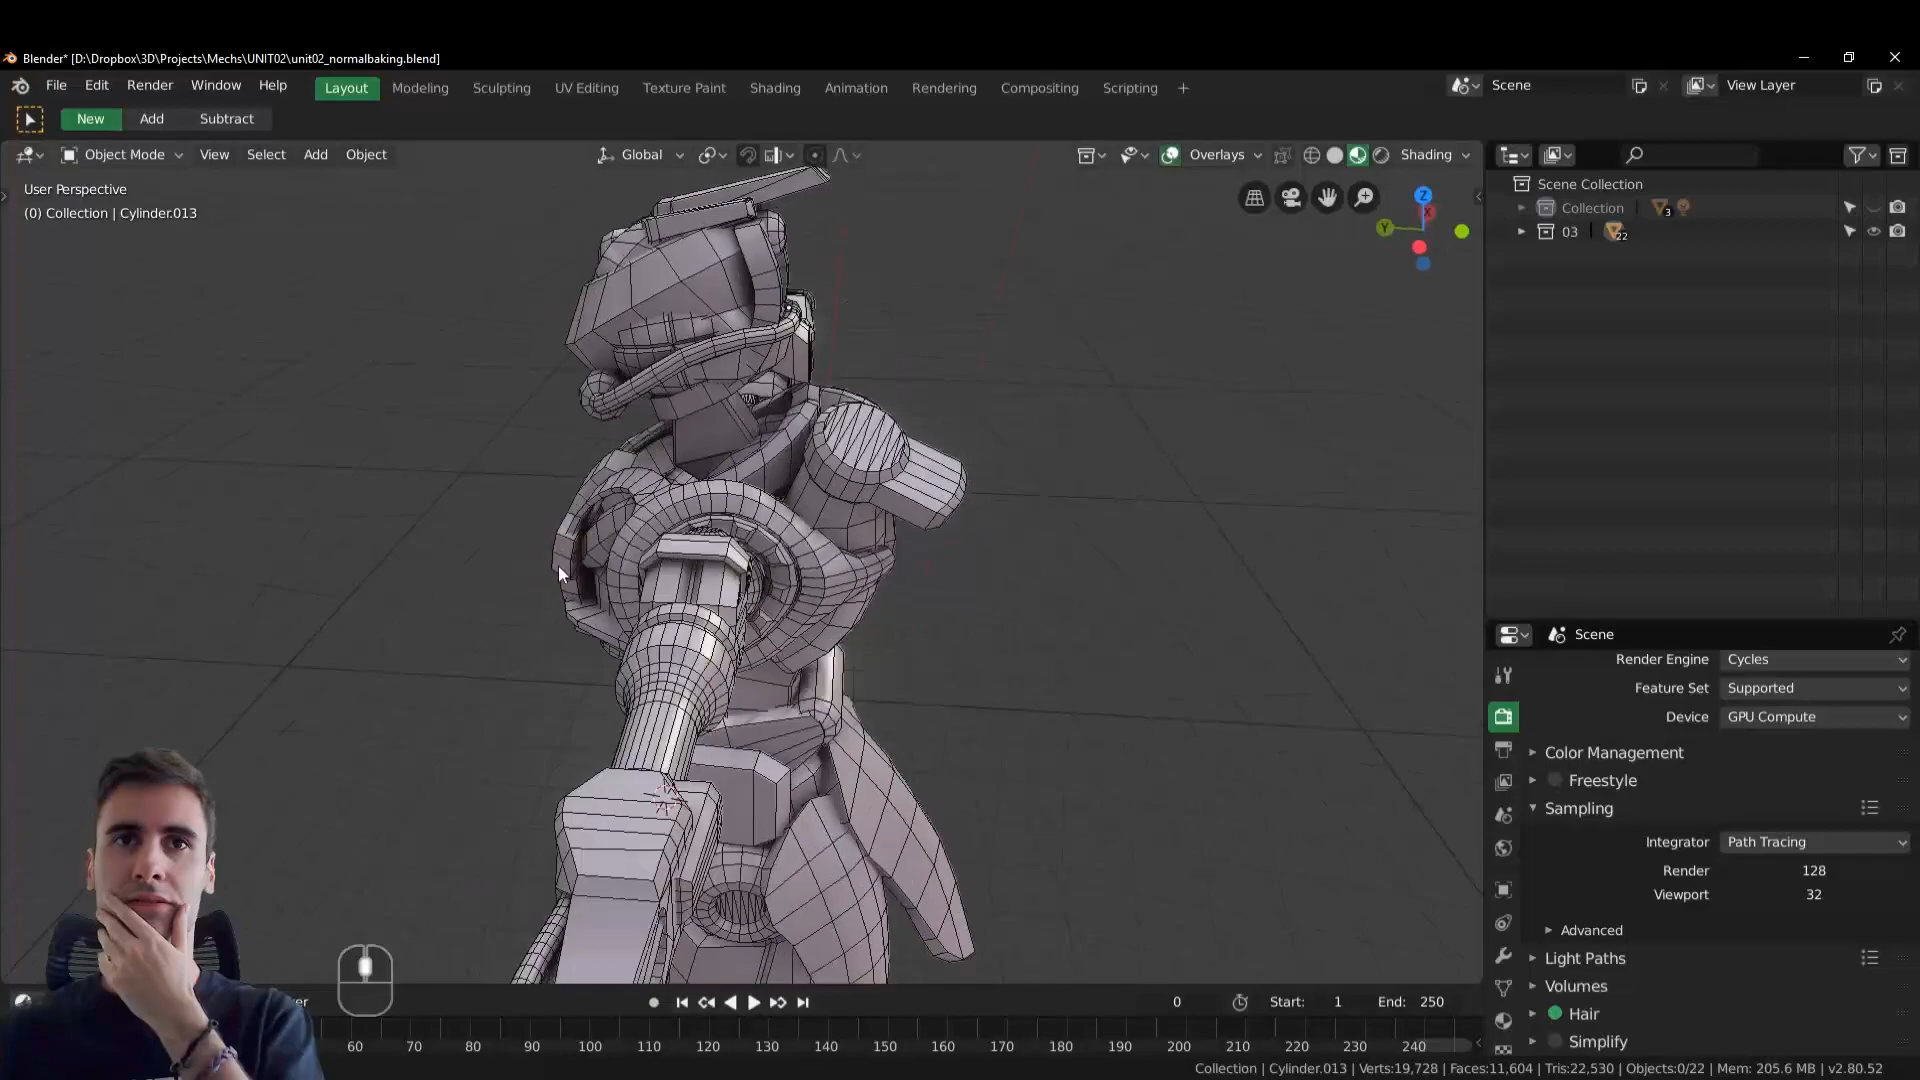 Blender* [D:\Dropbox\3D\Projects\Mechs\UNIT02\unit02_normalbaking.blend]
File Edit Render Window Help Layout Modeling Sculpting UV Editing Texture Paint Shading Animation Rendering Compositing Scripting + Scene View Layer
New Add Subtract
Object Mode View Select Add Object Global Overlays Shading
User Perspective
(0) Collection | Cylinder.013
Z
X
Y
Scene Collection
Collection 3
03 22
Scene
Render Engine Cycles
Feature Set Supported
Device GPU Compute
Color Management
Freestyle
Sampling
Integrator Path Tracing
Render 128
Viewport 32
Advanced
Light Paths
Volumes
Hair
Simplify
0 Start: 1 End: 250
60 70 80 90 100 110 120 130 140 150 160 170 180 190 200 210 220 230 240
Collection | Cylinder.013 | Verts:19,728 | Faces:11,604 | Tris:22,530 | Objects:0/22 | Mem: 205.6 MB | v2.80.52